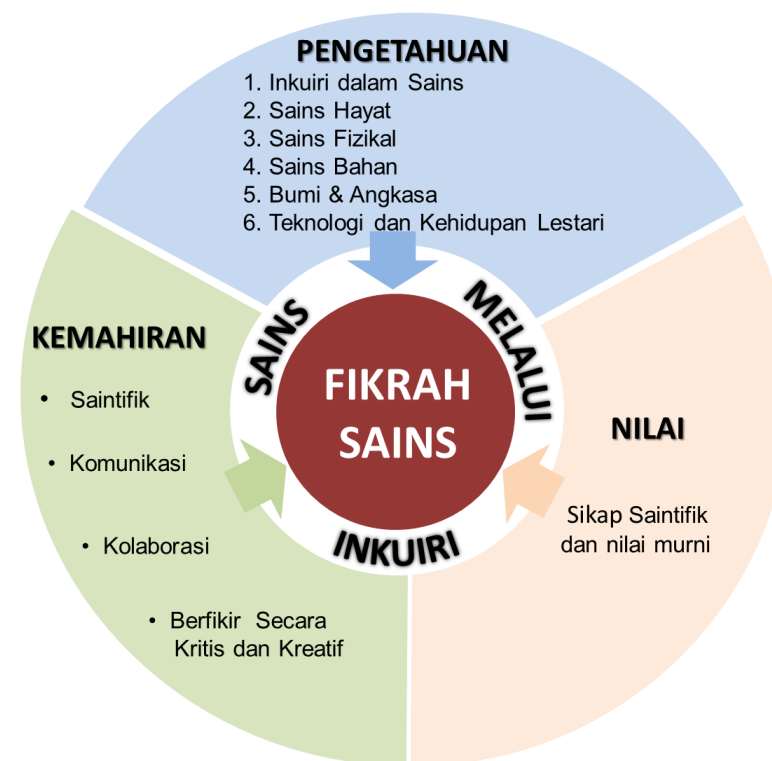 PENGETAHUAN
1. Inkuiri dalam Sains
2. Sains Hayat
3. Sains Fizikal
4. Sains Bahan
5. Bumi & Angkasa
6. Teknologi dan Kehidupan Lestari
SAINS
MELALUI
INKUIRI
FIKRAH
SAINS
KEMAHIRAN
• Saintifik
• Komunikasi
• Kolaborasi
• Berfikir Secara
Kritis dan Kreatif
NILAI
Sikap Saintifik
dan nilai murni